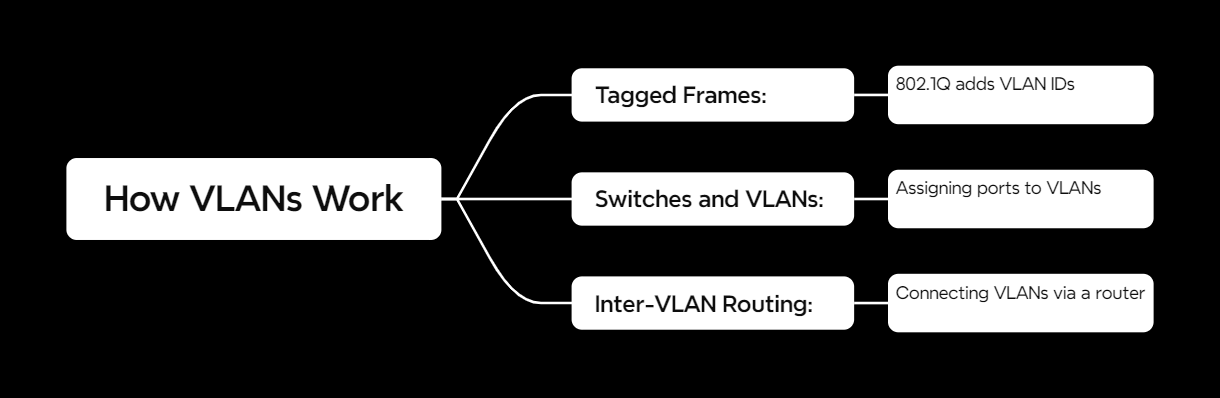 How VLANs Work
Tagged Frames:
802.1Q adds VLAN IDs
Switches and VLANs:
Assigning ports to VLANs
Inter-VLAN Routing:
Connecting VLANs via a router